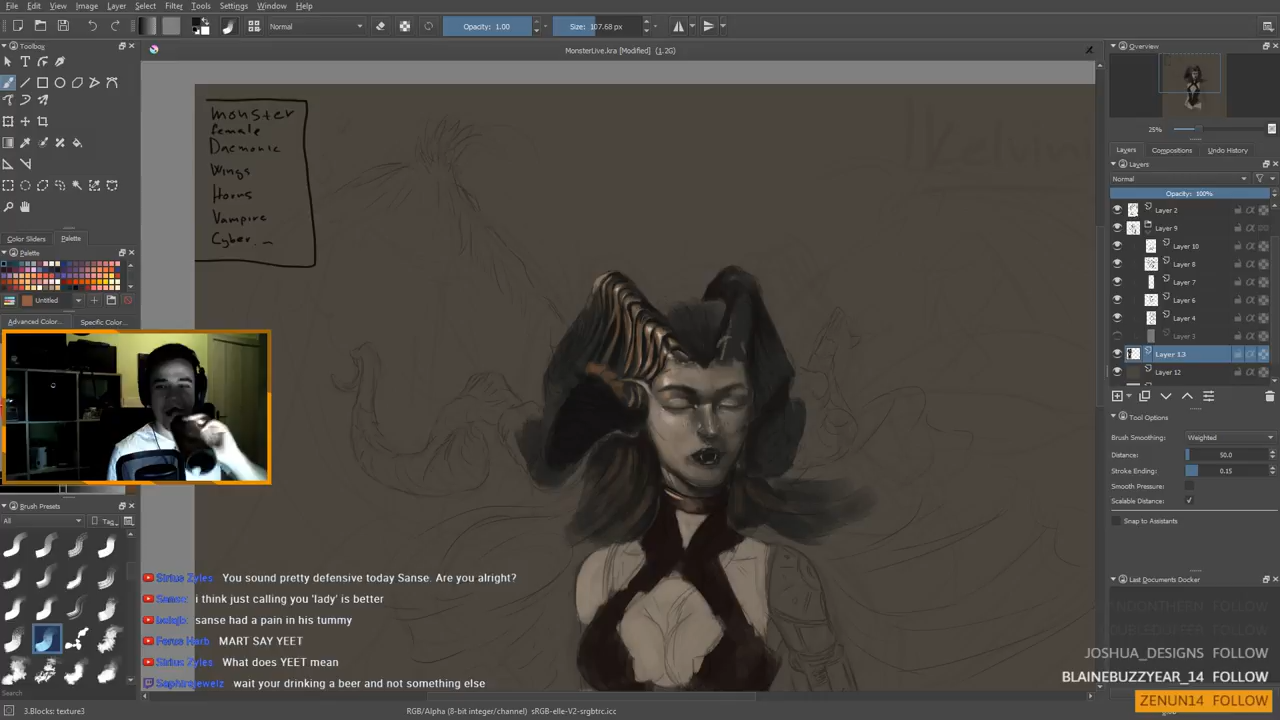 File Edit View Image Layer Select Filter Tools Settings Window Help
Normal
Opacity: 1.00
Size: 107.68 px
Toolbox
MonsterLive.kra [Modified] (1.2G)
Overview
monster
female
Daemonic
Wings
Horns
Vampire
Cyber
Kelvin
25%
Layers Compositions Undo History
Layers
Normal
Opacity: 100%
Layer 2
Layer 9
Layer 10
Layer 8
Layer 7
Layer 6
Layer 4
Layer 3
Layer 13
Layer 12
Color Sliders Palette
Palette
Untitled
Advanced Color... Specific Color...
Tool Options
Brush Smoothing: Weighted
Distance: 50.0
Stroke Ending: 0.15
Smooth Pressure:
Scalable Distance:
Snap to Assistants
Brush Presets
All
Tag
Search
Sirius Zyles You sound pretty defensive today Sanse. Are you alright?
i think just calling you 'lady' is better
sanse had a pain in his tummy
MART SAY YEET
Sirius Zyles What does YEET mean
wait your drinking a beer and not something else
Last Documents Docker
FOLLOW
FOLLOW
JOSHUA_DESIGNS FOLLOW
BLAINEBUZZYEAR_14 FOLLOW
ZENUN14 FOLLOW
3.Blocks: texture3
RGB/Alpha (8-bit integer/channel) sRGB-elle-V2-srgbtrc.icc